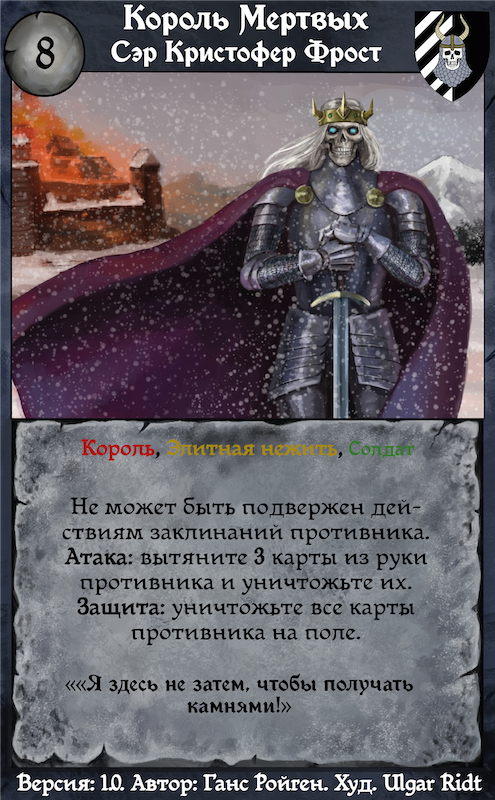 8
Король Мертвых
Сэр Кристофер Фрост
Король, Элитная нежить, Солдат
Не может быть подвержен дей-
ствиям заклинаний противника.
Атака: вытяните 3 карты из руки
противника и уничтожьте их.
Защита: уничтожьте все карты
противника на поле.
««Я здесь не затем, чтобы получать
камнями!»
Версия: 1.0. Автор: Ганс Ройген. Худ. Ulgar Ridt